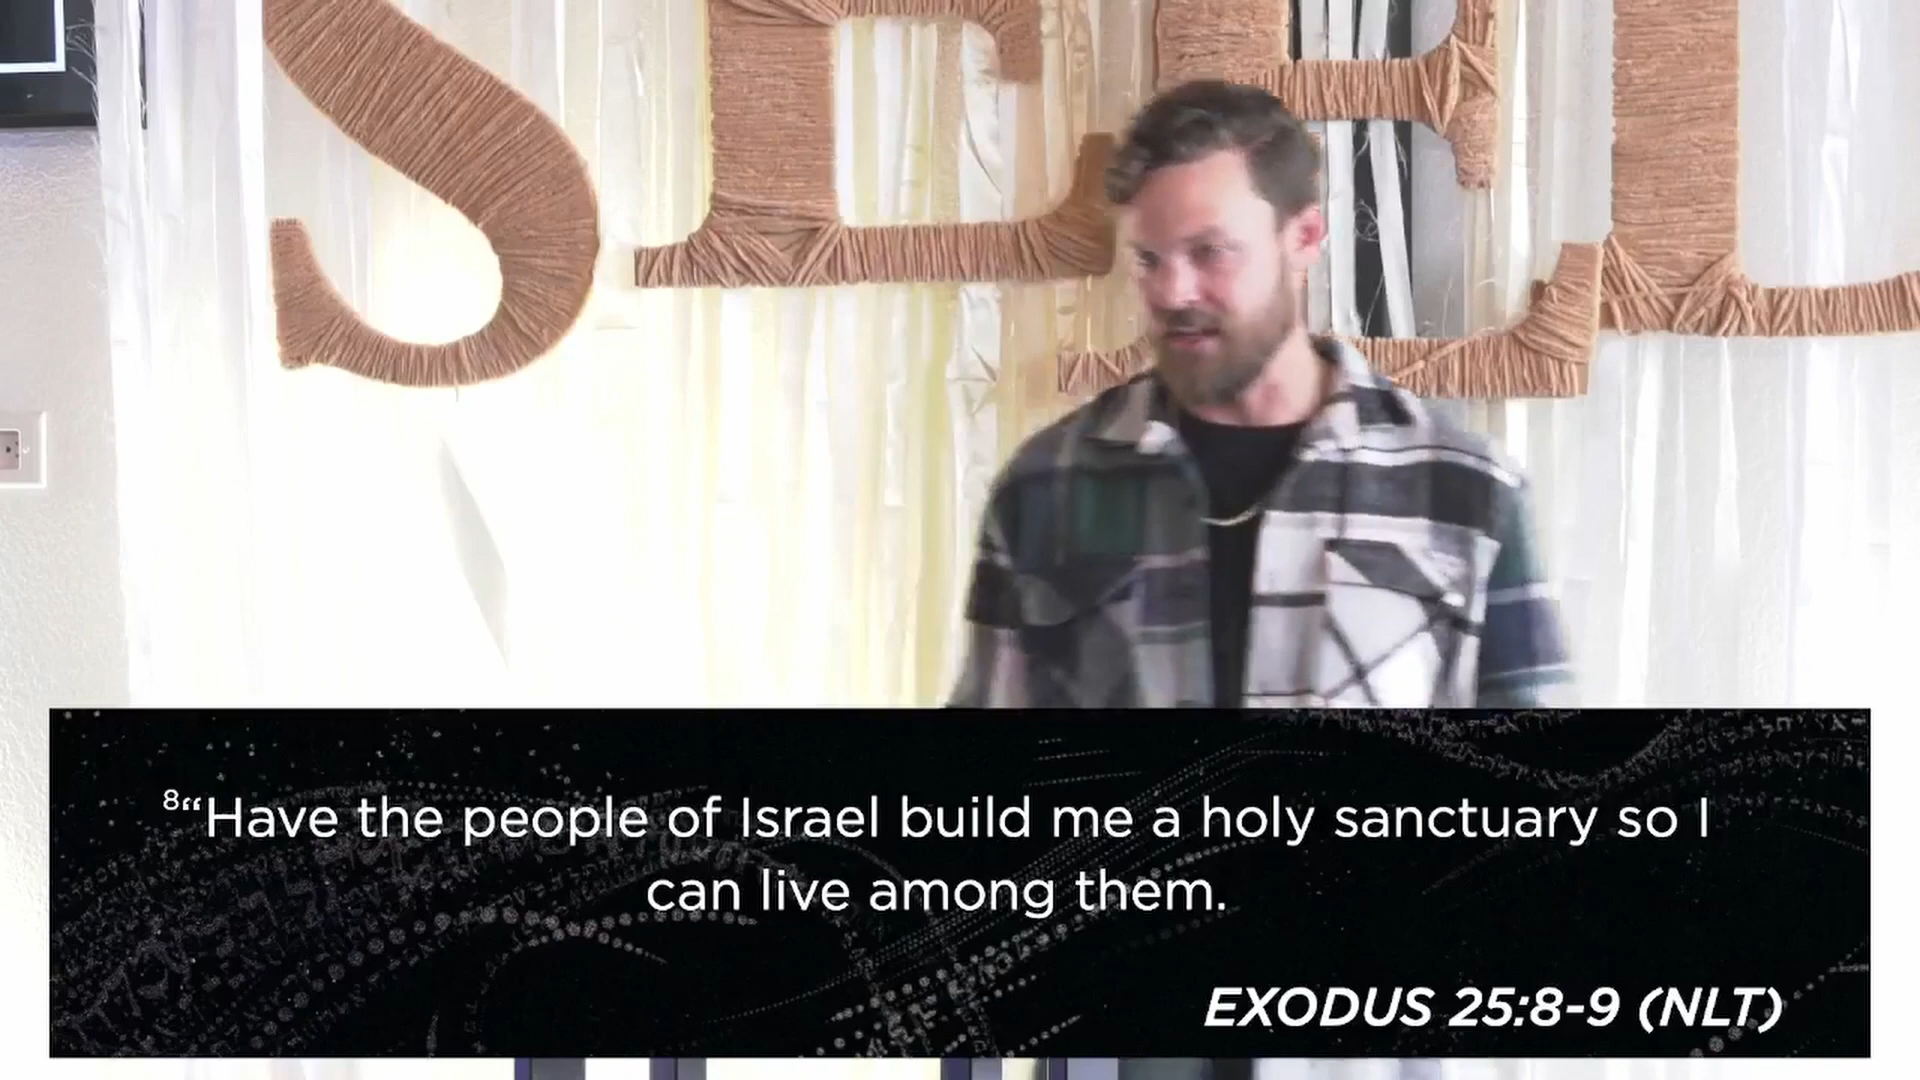 SEEL
⁸“Have the people of Israel build me a holy sanctuary so I
can live among them.
EXODUS 25:8-9 (NLT)